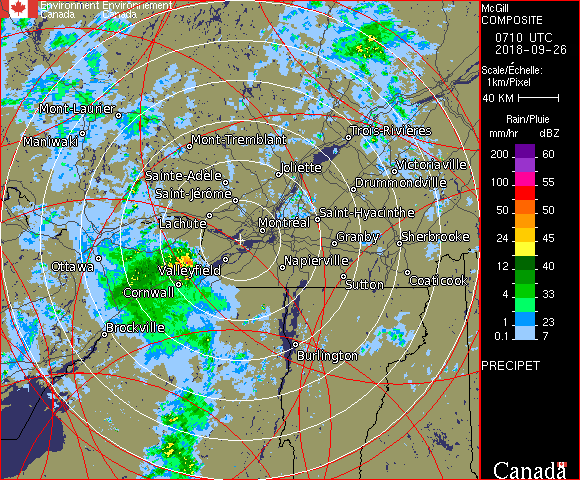 Environment Environnement
Canada Canada
McGill
COMPOSITE
0710 UTC
2018-09-26
Scale/Échelle:
1km/Pixel
40 KM
Rain/Pluie
mm/hr dBZ
200 60
100 55
50 50
24 45
12 40
4 33
1 23
0.1 7
PRECIPET
Canada
Mont-Laurier
Maniwaki
Mont-Tremblant
Trois-Rivières
Sainte-Adèle
Joliette
Victoriaville
Saint-Jérôme
Drummondville
Lachute
Montréal
Saint-Hyacinthe
Granby
Sherbrooke
Ottawa
Valleyfield
Napierville
Cornwall
Sutton
Coaticook
Brockville
Burlington